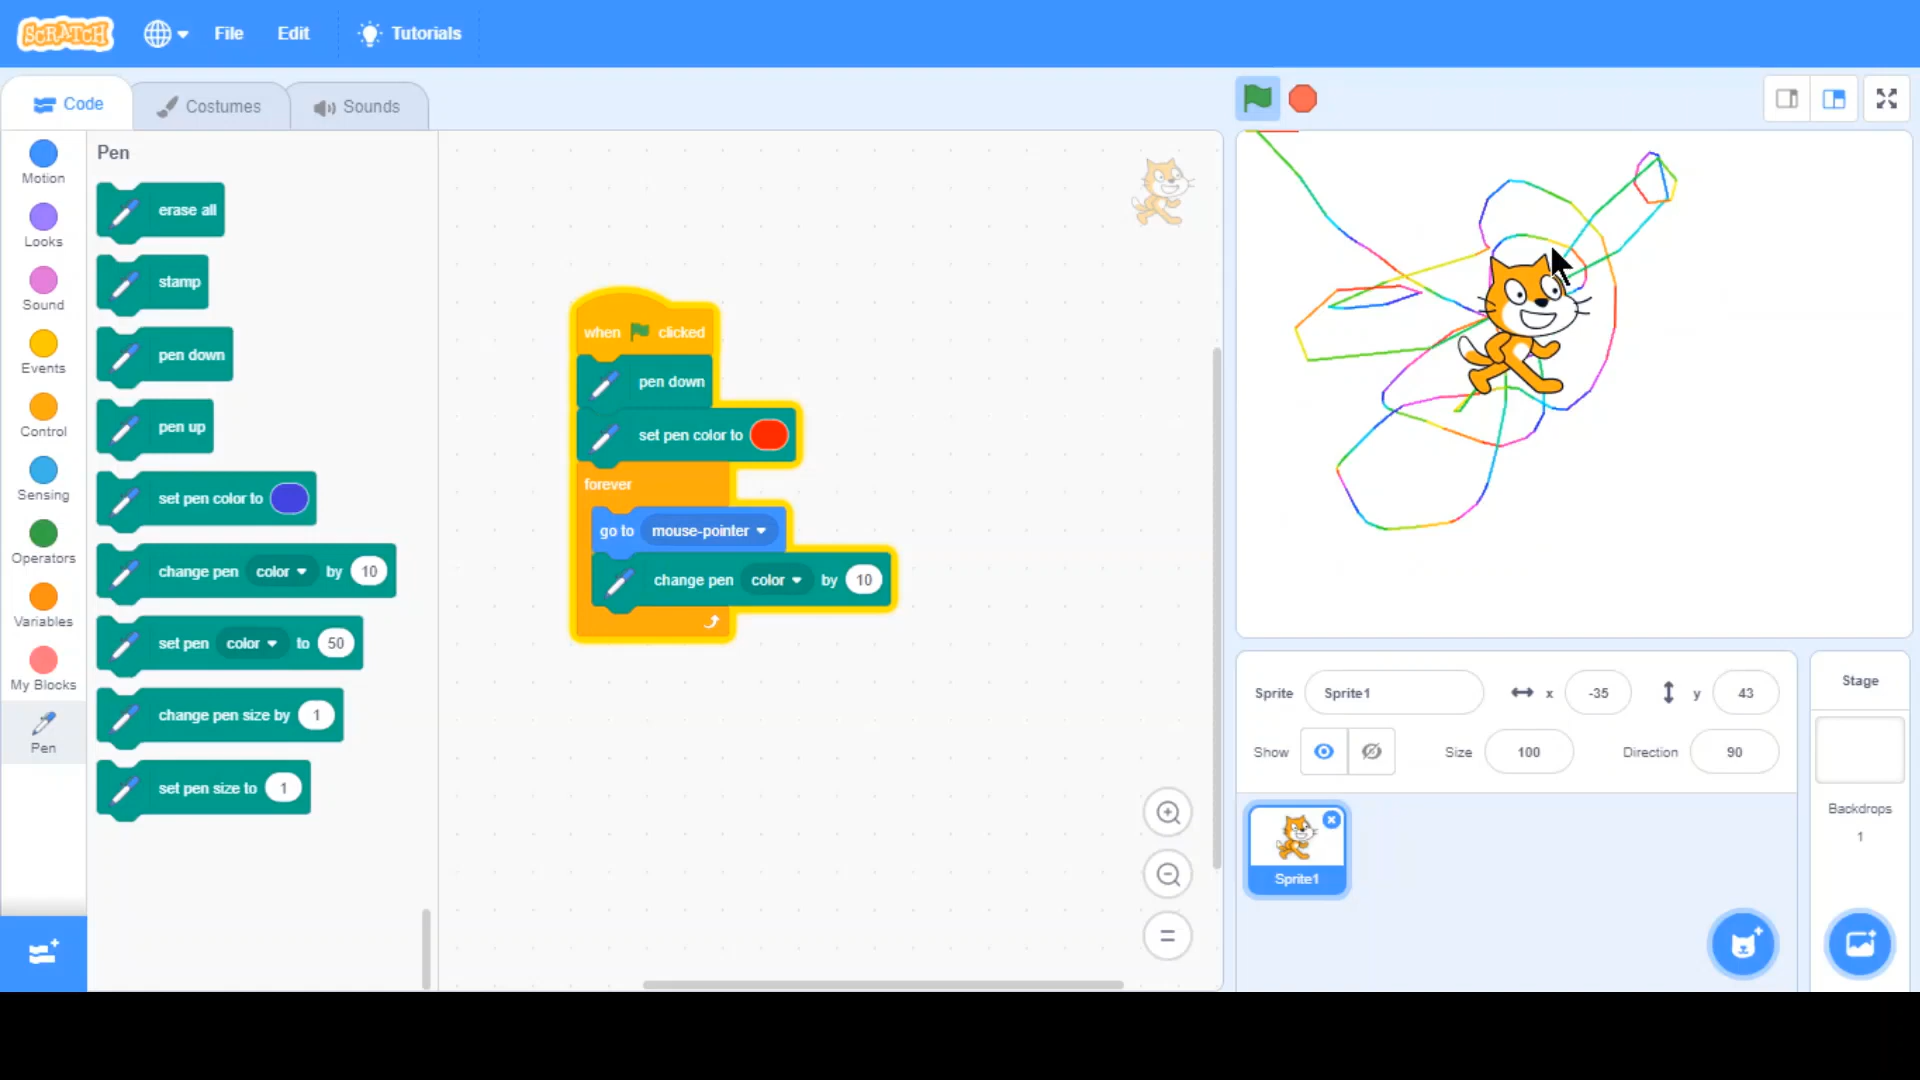 SCRATCH File Edit Tutorials
Code Costumes Sounds
Motion
Looks
Sound
Events
Control
Sensing
Operators
Variables
My Blocks
Pen
Pen
erase all
stamp
pen down
pen up
set pen color to
change pen color by 10
set pen color to 50
change pen size by 1
set pen size to 1
when clicked
pen down
set pen color to
forever
go to mouse-pointer
change pen color by 10
Sprite Sprite1 x -35 y 43
Show Size 100 Direction 90
Sprite1
Stage
Backdrops
1